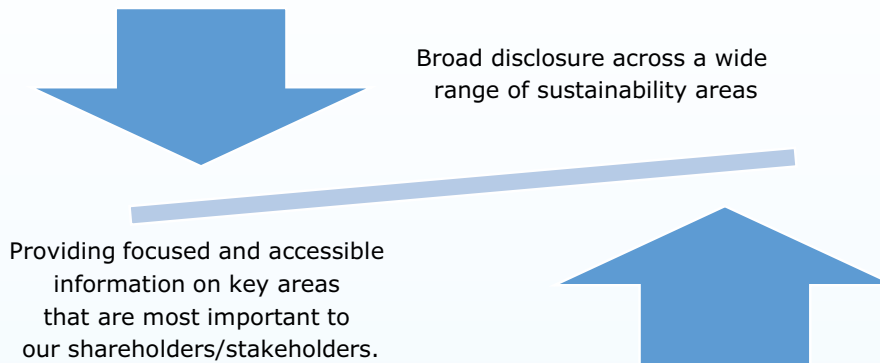 Broad disclosure across a wide
range of sustainability areas
Providing focused and accessible
information on key areas
that are most important to
our shareholders/stakeholders.